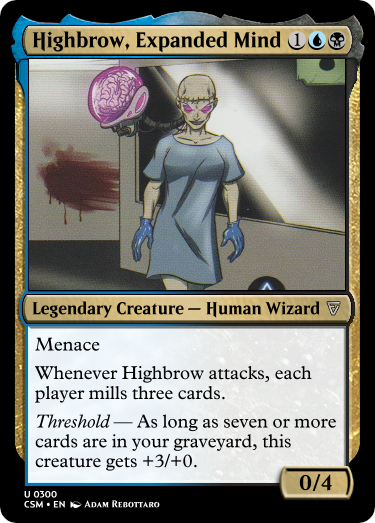 Highbrow, Expanded Mind 1
Legendary Creature — Human Wizard
Menace
Whenever Highbrow attacks, each
player mills three cards.
Threshold — As long as seven or more
cards are in your graveyard, this
creature gets +3/+0.
0/4
U 0300
CSM • EN Adam Rebottaro